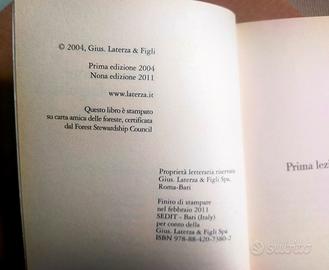 © 2004, Gius. Laterza & Figli
Prima edizione 2004
Nona edizione 2011
www.laterza.it
Questo libro è stampato
su carta amica delle foreste, certificata
dal Forest Stewardship Council
Proprietà letteraria riservata
Gius. Laterza & Figli Spa,
Roma-Bari
Finito di stampare
nel febbraio 2011
SEDIT - Bari (Italy)
per conto della
Gius. Laterza & Figli Spa
ISBN 978-88-420-7380-2
Prima lezi
subito